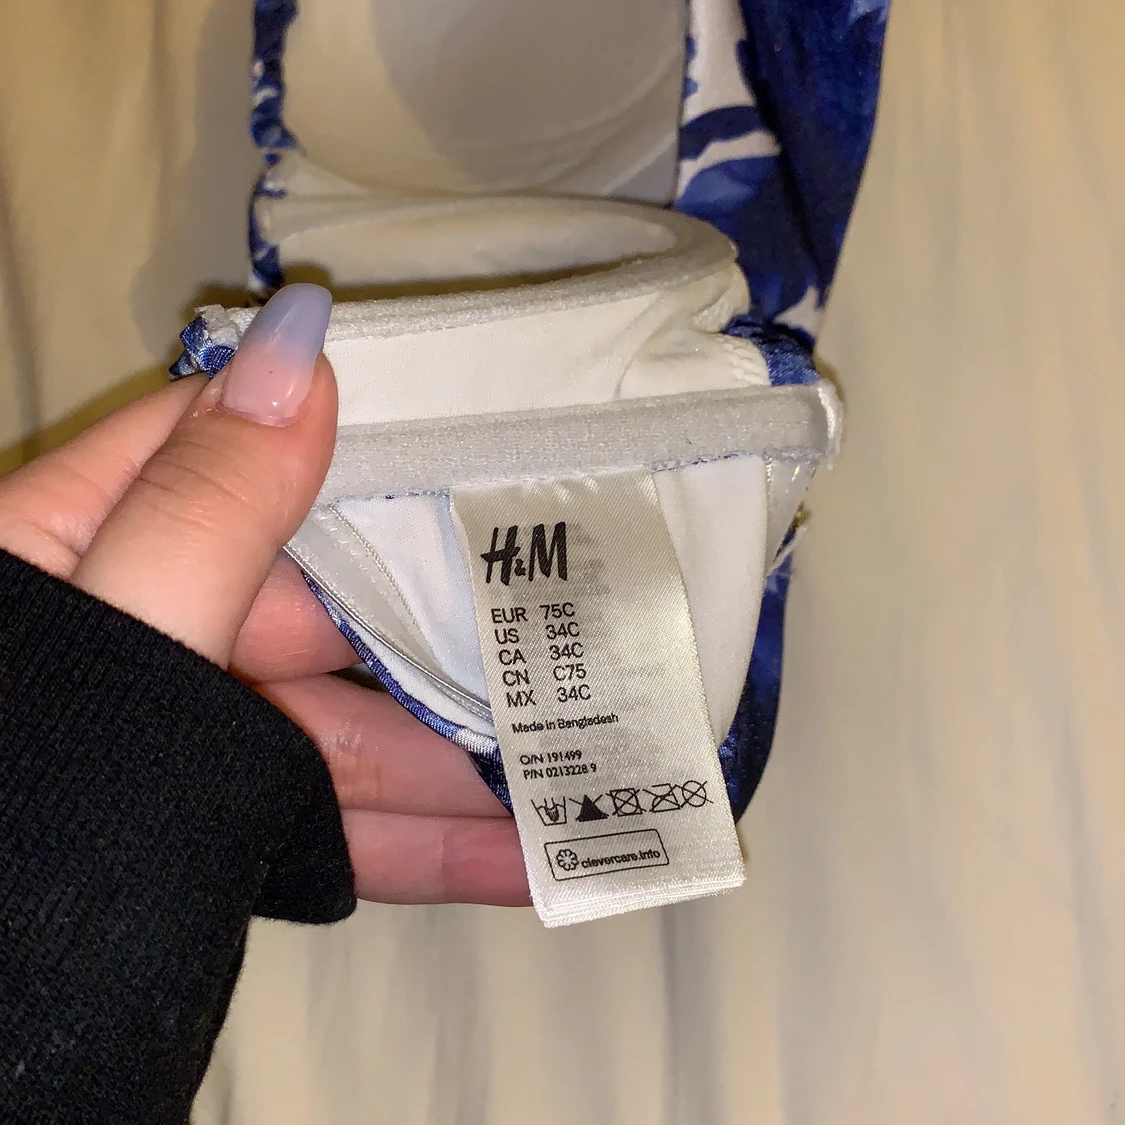 H&M
EUR 75C
US 34C
CA 34C
CN C75
MX 34C
Made in Bangladesh
O/N 191499
P/N 0213228 9
clevercare.info